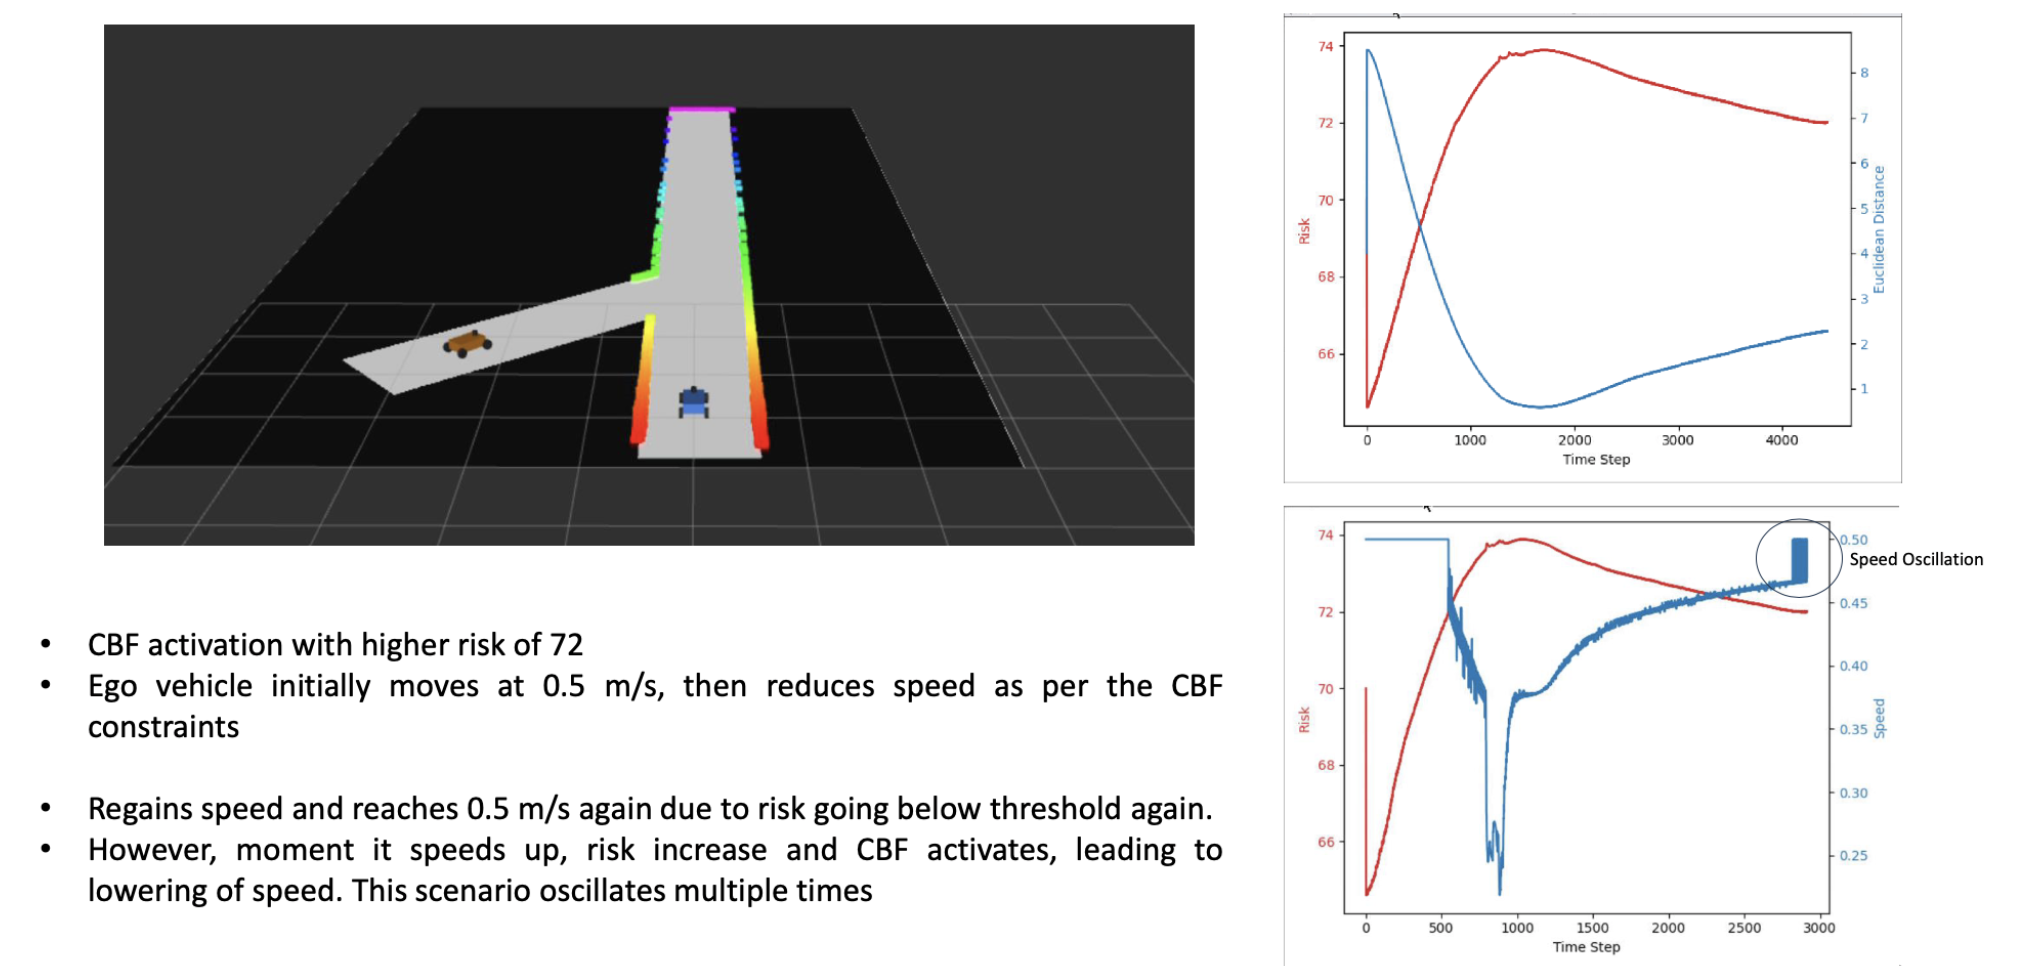 74
72
70
68
66
Risk
8
7
6
5
4
3
2
1
Euclidean Distance
0 1000 2000 3000 4000
Time Step
74
72
70
68
66
Risk
0.50
0.45
0.40
0.35
0.30
0.25
Speed
Speed Oscillation
0 500 1000 1500 2000 2500 3000
Time Step
• CBF activation with higher risk of 72
• Ego vehicle initially moves at 0.5 m/s, then reduces speed as per the CBF
constraints
• Regains speed and reaches 0.5 m/s again due to risk going below threshold again.
• However, moment it speeds up, risk increase and CBF activates, leading to
lowering of speed. This scenario oscillates multiple times